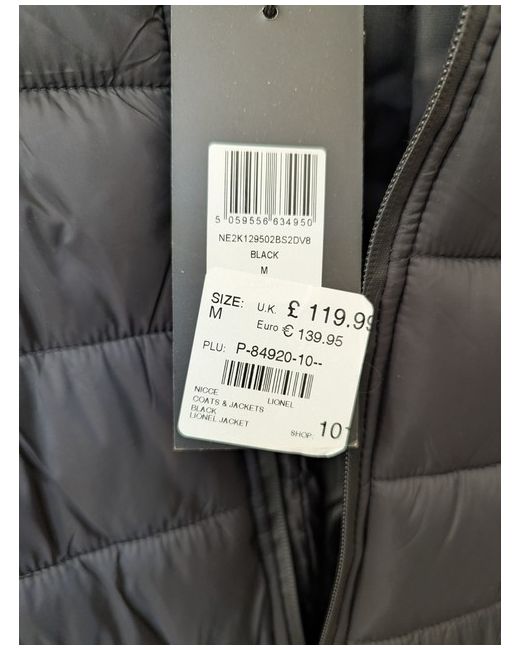 5 059556 634950
NE2K129502BS2DV8
BLACK
M
SIZE: U.K. £ 119.99
M Euro € 139.95
PLU: P-84920-10--
NICCE LIONEL
COATS & JACKETS
BLACK
LIONEL JACKET
SHOP: 10